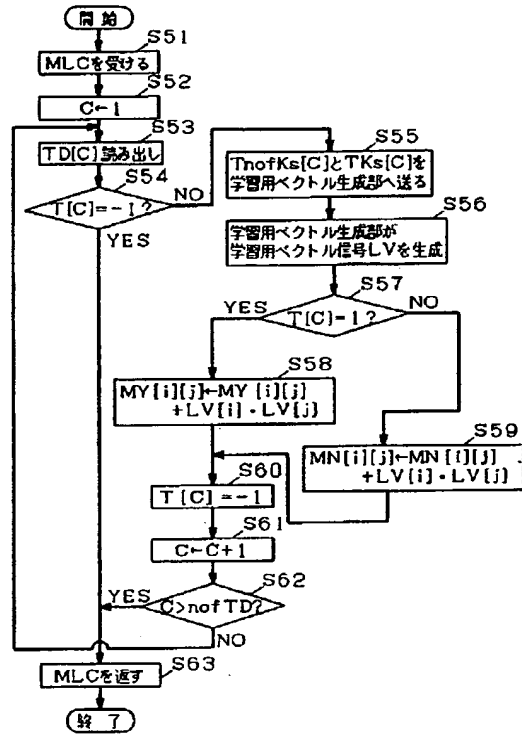 開始
S51
MLCを受ける
S52
C←1
S53
TD[C]読み出し
S54
T[C]=-1?
NO
YES
S55
TnofKs[C]とTKs[C]を
学習用ベクトル生成部へ送る
S56
学習用ベクトル生成部が
学習用ベクトル信号LVを生成
S57
T[C]=1?
YES
NO
S58
MY[i][j]←MY[i][j]
+LV[i]・LV[j]
S59
MN[i][j]←MN[i][j]
+LV[i]・LV[j]
S60
T[C]=-1
S61
C←C+1
S62
C>nofTD?
YES
NO
S63
MLCを返す
終了